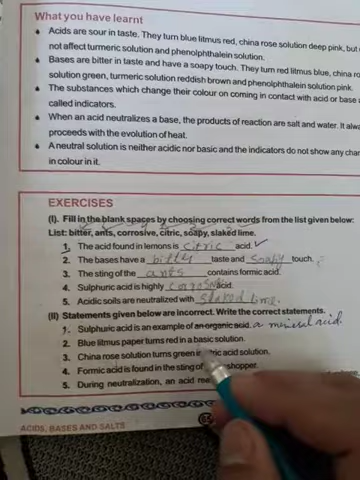 What you have learnt
Acids are sour in taste. They turn blue litmus red, china rose solution deep pink, but
not affect turmeric solution and phenolphthalein solution.
Bases are bitter in taste and have a soapy touch. They turn red litmus blue, china ro
solution green, turmeric solution reddish brown and phenolphthalein solution pink.
The substances which change their colour on coming in contact with acid or base a
called indicators.
When an acid neutralizes a base, the products of reaction are salt and water. It alwa
proceeds with the evolution of heat.
A neutral solution is neither acidic nor basic and the indicators do not show any cha
in colour in it.
EXERCISES
(I). Fill in the blank spaces by choosing correct words from the list given below:
List: bitter, ants, corrosive, citric, soapy, slaked lime.
1. The acid found in lemons is citric acid.
2. The bases have a taste and soapy touch.
3. The sting of the ants contains formic acid.
4. Sulphuric acid is highly acid.
5. Acidic soils are neutralized with slaked lime.
(II) Statements given below are incorrect. Write the correct statements.
1. Sulphuric acid is an example of an organic acid. a mineral acid.
2. Blue litmus paper turns red in a basic solution.
3. China rose solution turns green in acid solution.
4. Formic acid is found in the sting of hopper.
5. During neutralization, an acid
ACIDS, BASES AND SALTS